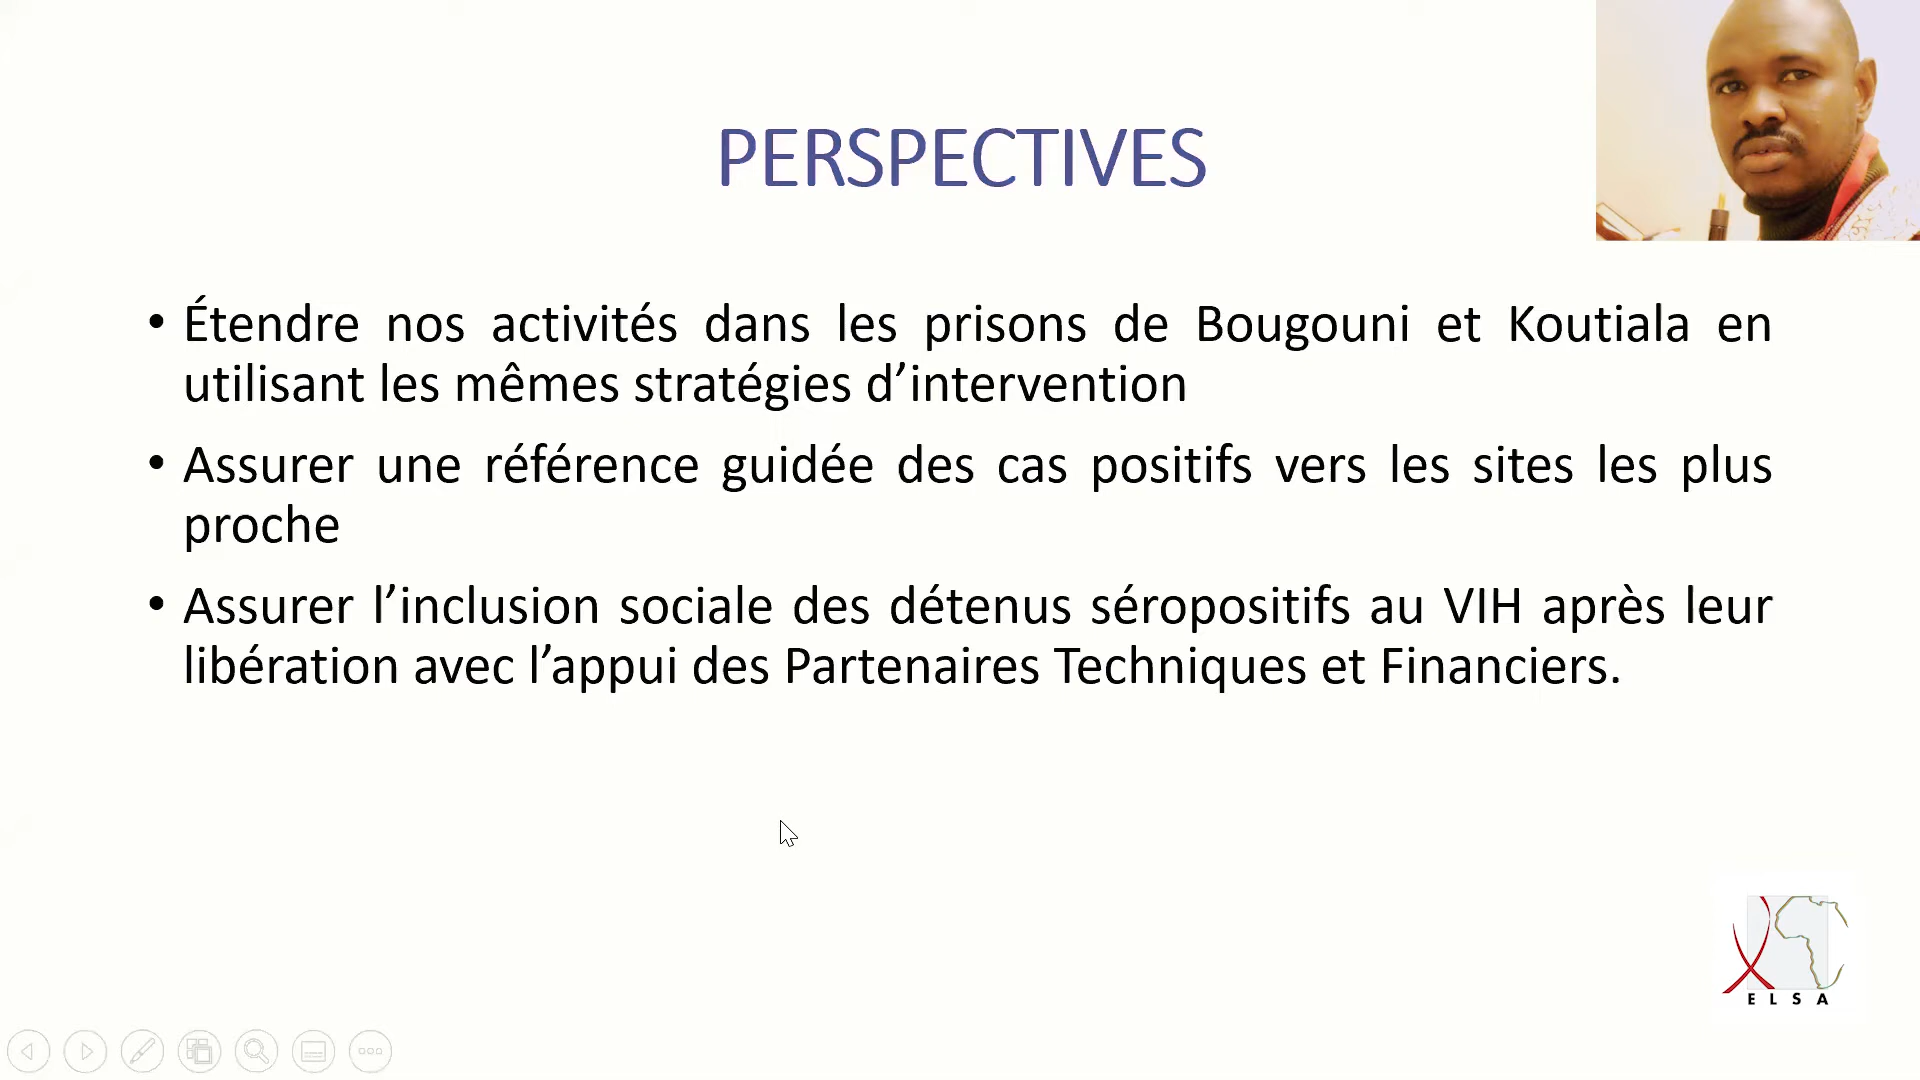 PERSPECTIVES
• Étendre nos activités dans les prisons de Bougouni et Koutiala en
utilisant les mêmes stratégies d’intervention
• Assurer une référence guidée des cas positifs vers les sites les plus
proche
• Assurer l’inclusion sociale des détenus séropositifs au VIH après leur
libération avec l’appui des Partenaires Techniques et Financiers.
ELSA